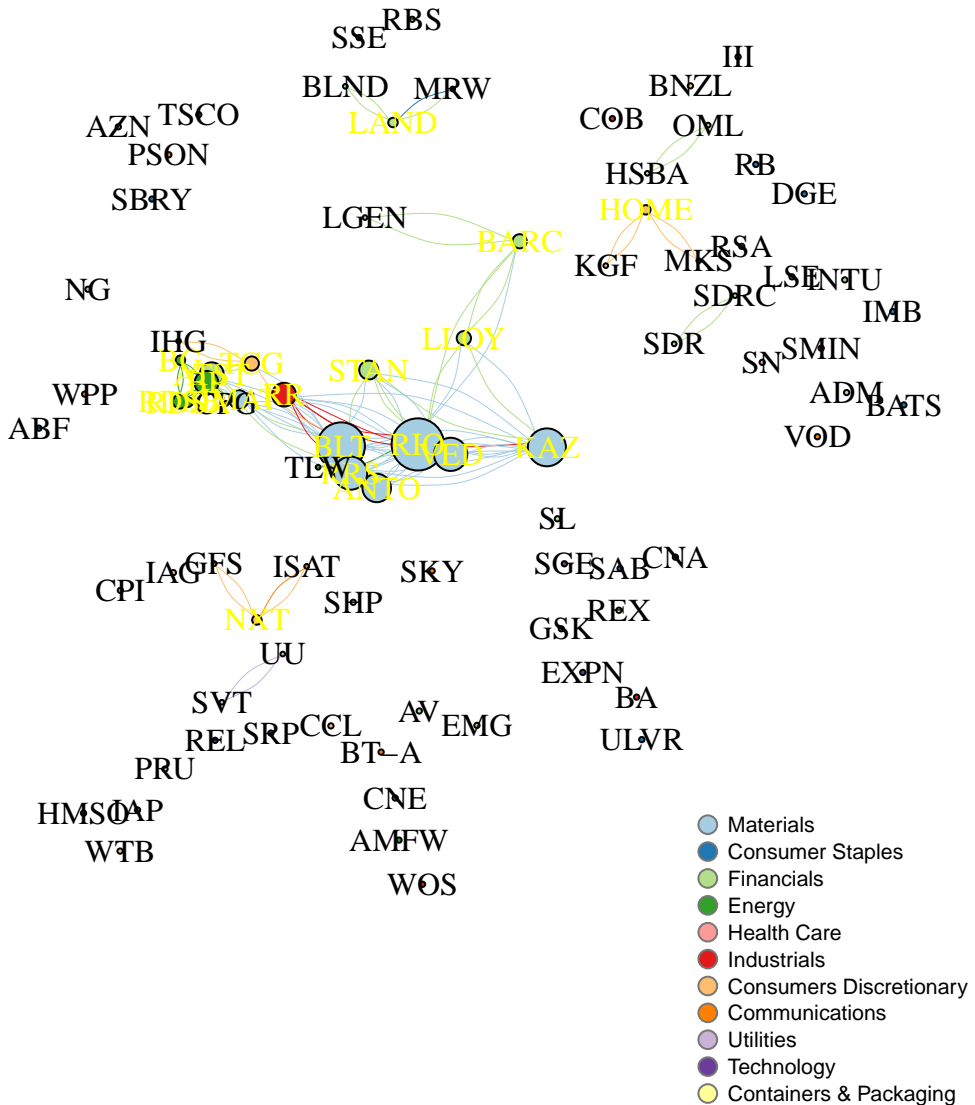 RBS
SSE
III
BLND
MRW
BNZL
TSCO
LAND
COB
OML
AZN
PSON
RB
HSBA
DGE
SBRY
HOME
LGEN
BARC
RSA
KGF
MKS
LSE
INTU
NG
SDRC
IMB
IHG
LLOY
SDR
SMIN
BG
TCG
STAN
SN
WPP
RR
ADM
BATS
ABF
VOD
BLT
RIO
VED
KAZ
TLW
ANTO
SL
GFS
ISAT
SKY
SGE
SAB
CNA
IAG
CPI
SHP
REX
NXT
GSK
UU
EXPN
SVT
BA
AV
EMG
REL
SRP
CCL
BT–A
ULVR
PRU
CNE
HMSO
IAP
WTB
AMFW
WOS
Materials
Consumer Staples
Financials
Energy
Health Care
Industrials
Consumers Discretionary
Communications
Utilities
Technology
Containers & Packaging